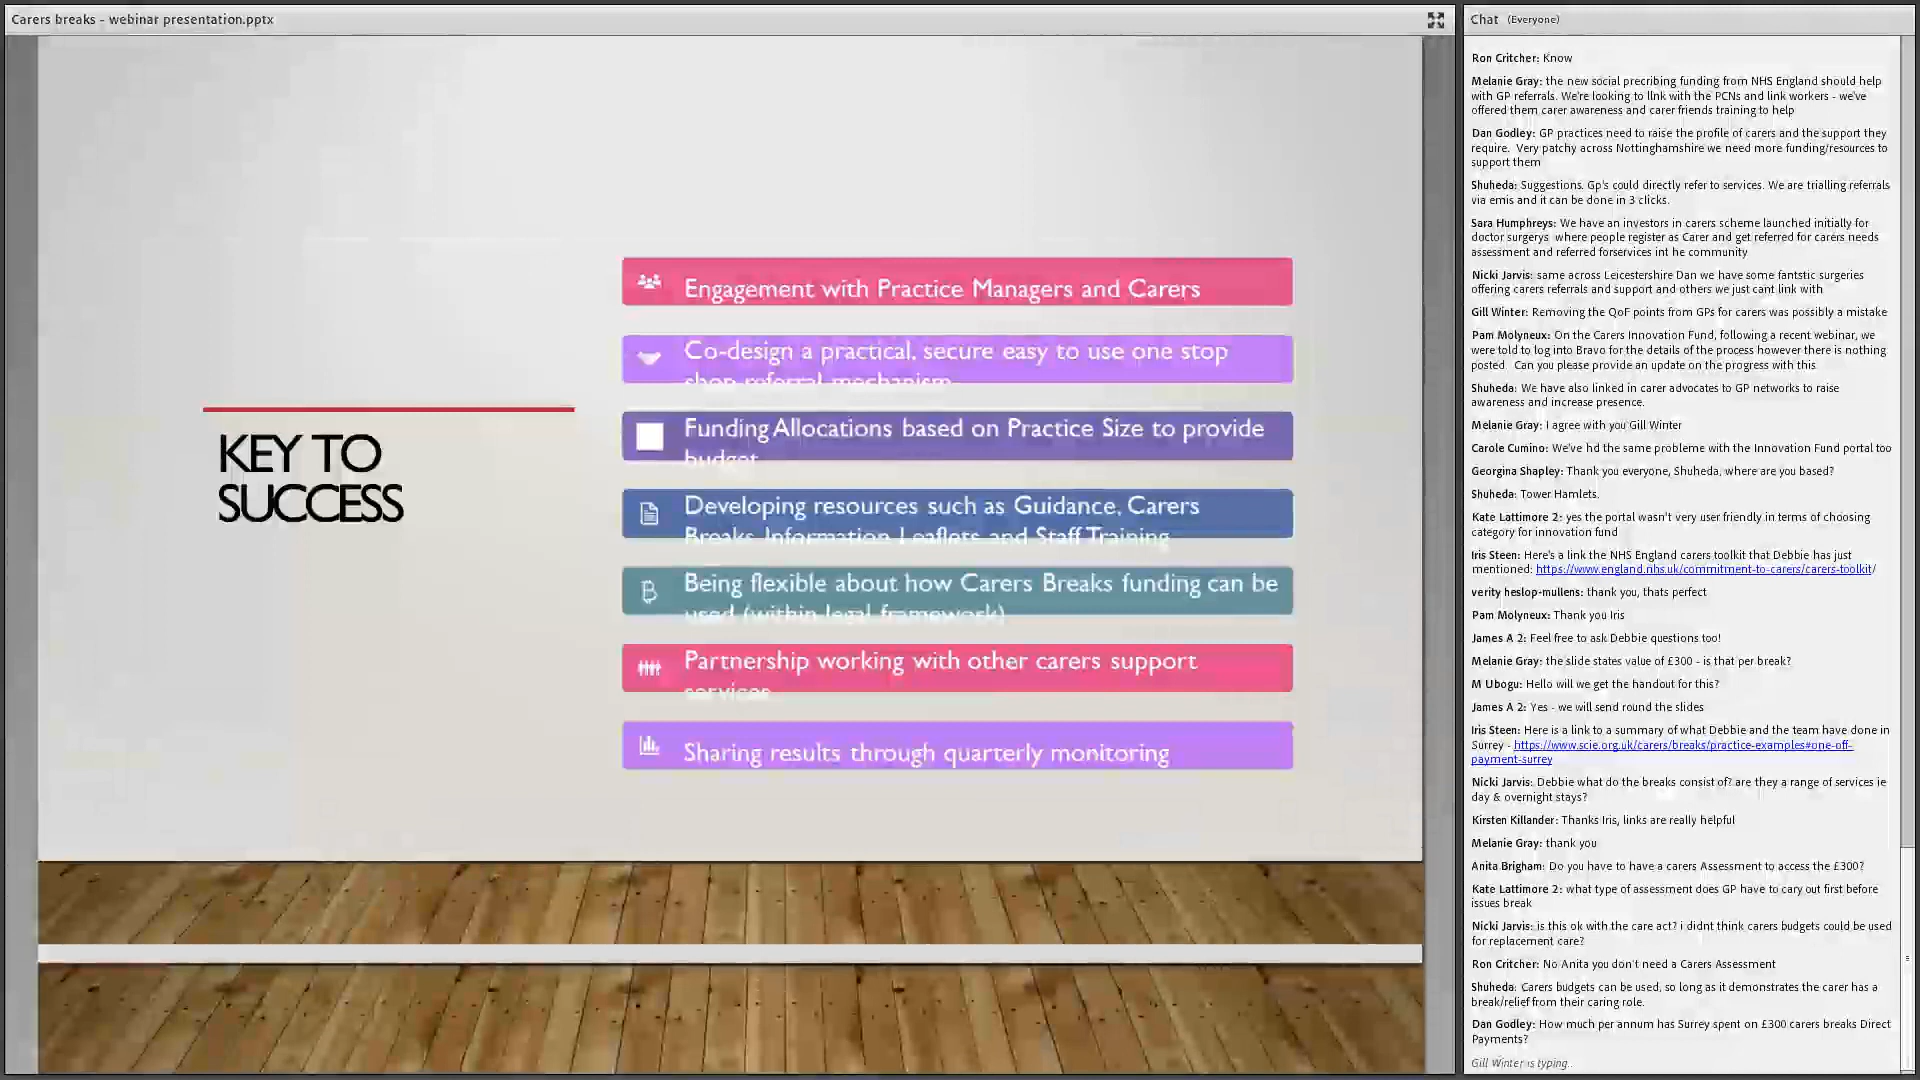 Carers breaks - webinar presentation.pptx
KEY TO
SUCCESS
Engagement with Practice Managers and Carers
Co-design a practical, secure easy to use one stop
shop referral mechanism
Funding Allocations based on Practice Size to provide
budget
Developing resources such as Guidance, Carers
Breaks Information Leaflets and Staff Training
Being flexible about how Carers Breaks funding can be
used (within legal framework)
Partnership working with other carers support
services
Sharing results through quarterly monitoring
Chat (Everyone)
Ron Critcher: Know
Melanie Gray: the new social precribing funding from NHS England should help
with GP referrals. We're looking to link with the PCNs and link workers - we've
offered them carer awareness and carer friends training to help
Dan Godley: GP practices need to raise the profile of carers and the support they
require. Very patchy across Nottinghamshire we need more funding/resources to
support them
Shuheda: Suggestions. Gp's could directly refer to services. We are trialling referrals
via emis and it can be done in 3 clicks.
Sara Humphreys: We have an investors in carers scheme launched initially for
doctor surgerys where people register as Carer and get referred for carers needs
assessment and referred forservices int he community
Nicki Jarvis: same across Leicestershire Dan we have some fantstic surgeries
offering carers referrals and support and others we just cant link with
Gill Winter: Removing the QoF points from GPs for carers was possibly a mistake
Pam Molyneux: On the Carers Innovation Fund, following a recent webinar, we
were told to log into Bravo for the details of the process however there is nothing
posted. Can you please provide an update on the progress with this
Shuheda: We have also linked in carer advocates to GP networks to raise
awareness and increase presence.
Melanie Gray: I agree with you Gill Winter
Carole Cumino: We've hd the same probleme with the Innovation Fund portal too
Georgina Shapley: Thank you everyone, Shuheda, where are you based?
Shuheda: Tower Hamlets.
Kate Lattimore 2: yes the portal wasn't very user friendly in terms of choosing
category for innovation fund
Iris Steen: Here's a link the NHS England carers toolkit that Debbie has just
mentioned: https://www.england.nhs.uk/commitment-to-carers/carers-toolkit/
verity heslop-mullens: thank you, thats perfect
Pam Molyneux: Thank you Iris
James A 2: Feel free to ask Debbie questions too!
Melanie Gray: the slide states value of £300 - is that per break?
M Ubogu: Hello will we get the handout for this?
James A 2: Yes - we will send round the slides
Iris Steen: Here is a link to a summary of what Debbie and the team have done in
Surrey - https://www.scie.org.uk/carers/breaks/practice-examples#one-off-
payment-surrey
Nicki Jarvis: Debbie what do the breaks consist of? are they a range of services ie
day & overnight stays?
Kirsten Killander: Thanks Iris, links are really helpful
Melanie Gray: thank you
Anita Brigham: Do you have to have a carers Assessment to access the £300?
Kate Lattimore 2: what type of assessment does GP have to cary out first before
issues break
Nicki Jarvis: is this ok with the care act? i didnt think carers budgets could be used
for replacement care?
Ron Critcher: No Anita you don't need a Carers Assessment
Shuheda: Carers budgets can be used, so long as it demonstrates the carer has a
break/relief from their caring role.
Dan Godley: How much per annum has Surrey spent on £300 carers breaks Direct
Payments?
Gill Winter is typing..